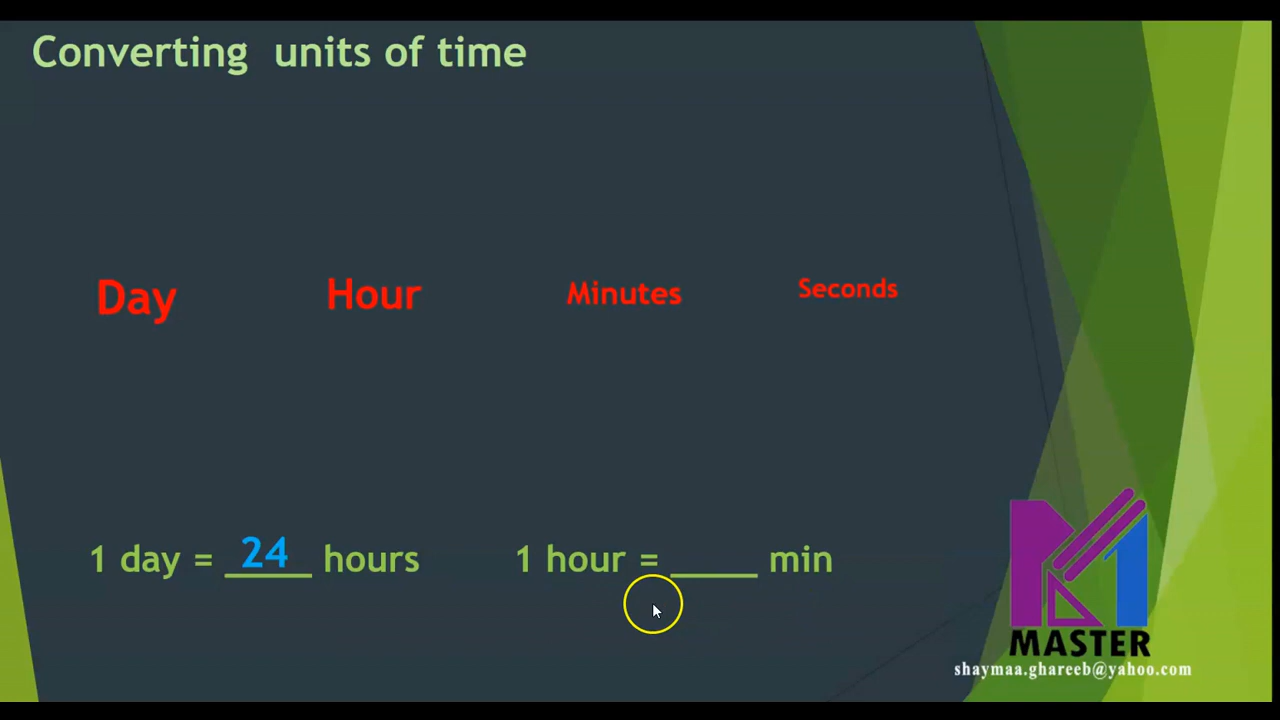 Converting units of time
Day Hour Minutes Seconds
1 day = 24 hours 1 hour = _____ min
MASTER
shaymaa.ghareeb@yahoo.com